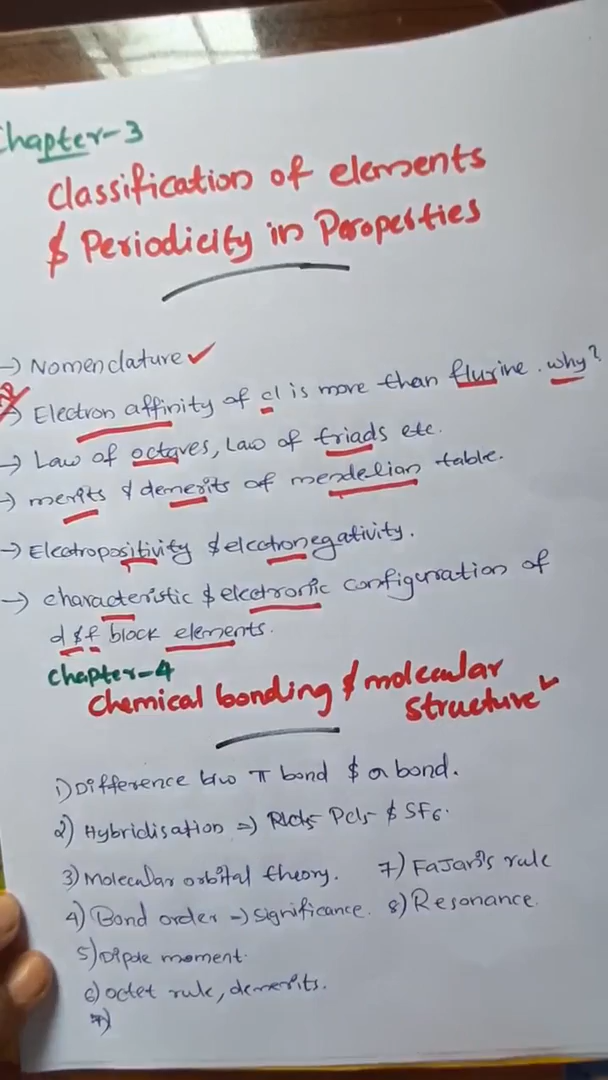 Chapter-3
Classification of elements
& Periodicity in Properties
→ Nomenclature ✓
→ Electron affinity of cl is more than flurine. why?
→ Law of octaves, Law of triads etc.
→ merits & demerits of mendelian table.
→ Electropositivity & electronegativity.
→ characteristic & electronic configuration of
d & f block elements.
Chapter-4
Chemical bonding & molecular
structure ✓
1) Difference b/w π bond & σ bond.
2) Hybridisation ⇒ PCl5 & SF6.
3) Molecular orbital theory. 7) FaJan's rule
4) Bond order → Significance. 8) Resonance.
5) Dipole moment.
6) octet rule, demerits.
7)